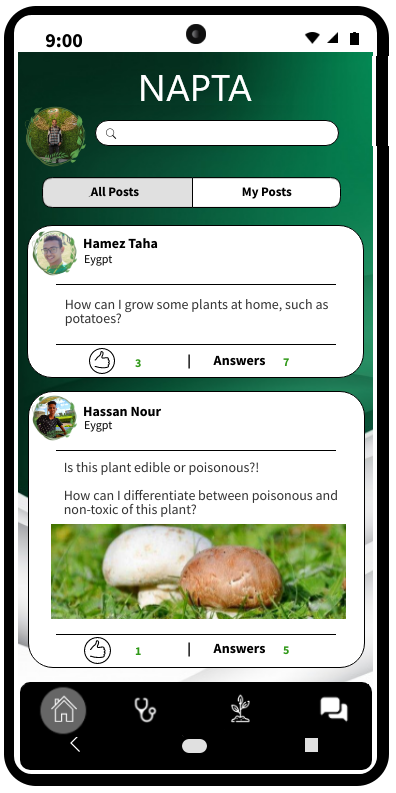 9:00
NAPTA
All Posts
My Posts
Hamez Taha
Eygpt
How can I grow some plants at home, such as
potatoes?
3 | Answers 7
Hassan Nour
Eygpt
Is this plant edible or poisonous?!
How can I differentiate between poisonous and
non-toxic of this plant?
1 | Answers 5